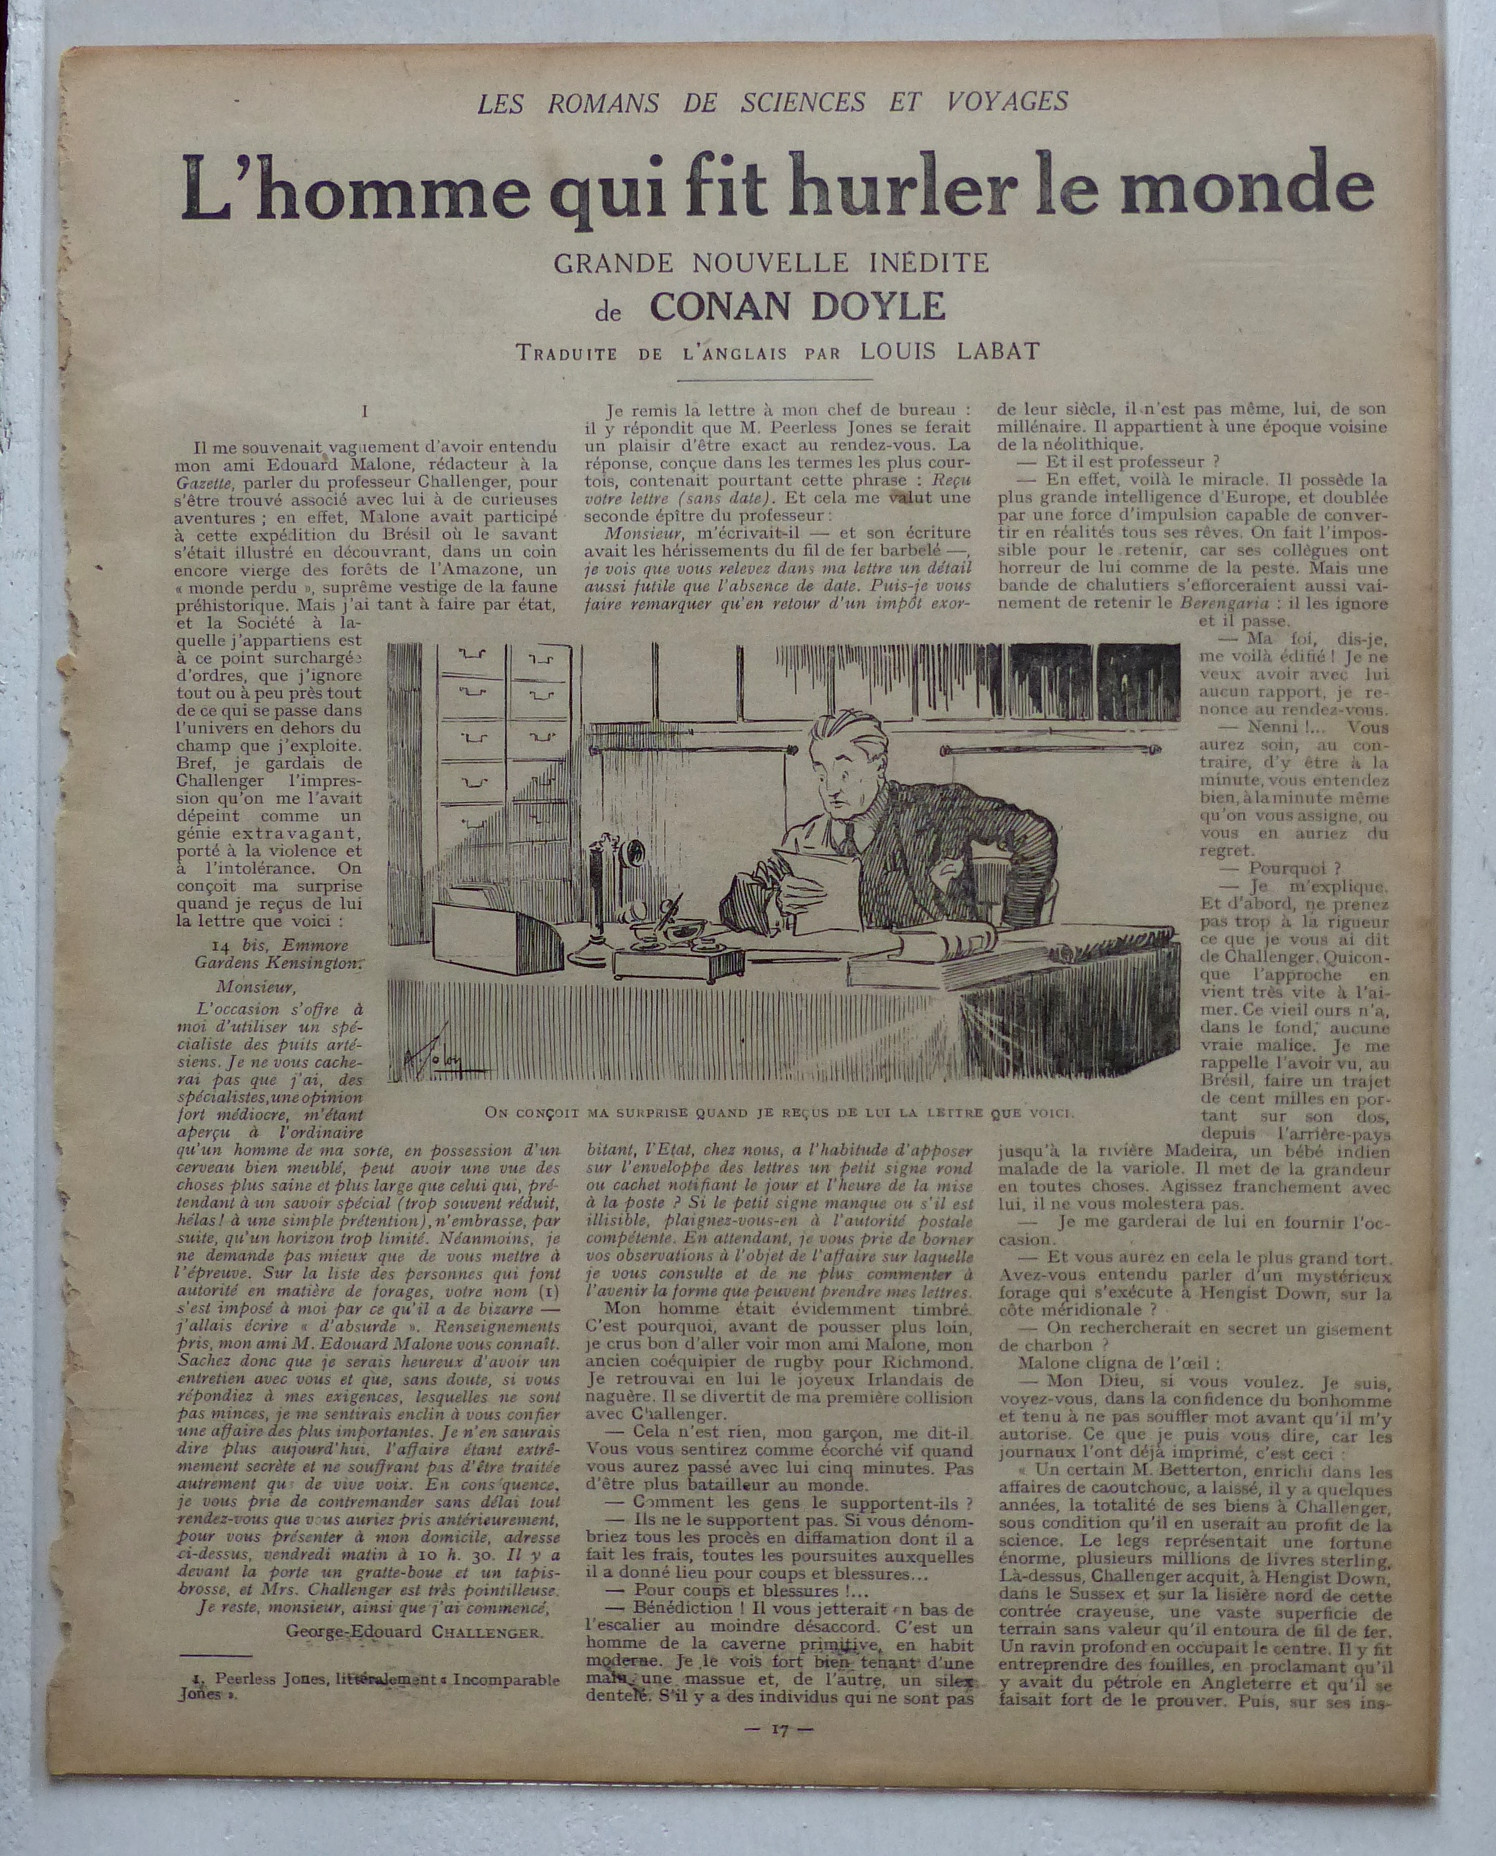 LES ROMANS DE SCIENCES ET VOYAGES
L'homme qui fit hurler le monde
GRANDE NOUVELLE INÉDITE
de CONAN DOYLE
TRADUITE DE L'ANGLAIS PAR LOUIS LABAT
I
Il me souvenait vaguement d'avoir entendu
mon ami Edouard Malone, rédacteur à la
Gazette, parler du professeur Challenger, pour
s'être trouvé associé avec lui à de curieuses
aventures ; en effet, Malone avait participé
à cette expédition du Brésil où le savant
s'était illustré en découvrant, dans un coin
encore vierge des forêts de l'Amazone, un
« monde perdu », suprême vestige de la faune
préhistorique. Mais j'ai tant à faire par état,
et la Société à la-
quelle j'appartiens est
à ce point surchargée
d'ordres, que j'ignore
tout ou à peu près tout
de ce qui se passe dans
l'univers en dehors du
champ que j'exploite.
Bref, je gardais de
Challenger l'impres-
sion qu'on me l'avait
dépeint comme un
génie extravagant,
porté à la violence et
à l'intolérance. On
conçoit ma surprise
quand je reçus de lui
la lettre que voici :
14 bis, Emmore
Gardens Kensington.
Monsieur,
L'occasion s'offre à
moi d'utiliser un spé-
cialiste des puits arté-
siens. Je ne vous cache-
rai pas que j'ai, des
spécialistes, une opinion
fort médiocre, m'étant
aperçu à l'ordinaire
qu'un homme de ma sorte, en possession d'un
cerveau bien meublé, peut avoir une vue des
choses plus saine et plus large que celui qui, pré-
tendant à un savoir spécial (trop souvent réduit,
hélas! à une simple prétention), n'embrasse, par
suite, qu'un horizon trop limité. Néanmoins, je
ne demande pas mieux que de vous mettre à
l'épreuve. Sur la liste des personnes qui font
autorité en matière de forages, votre nom (1)
s'est imposé à moi par ce qu'il a de bizarre —
j'allais écrire « d'absurde ». Renseignements
pris, mon ami M. Edouard Malone vous connaît.
Sachez donc que je serais heureux d'avoir un
entretien avec vous et que, sans doute, si vous
répondiez à mes exigences, lesquelles ne sont
pas minces, je me sentirais enclin à vous confier
une affaire des plus importantes. Je n'en saurais
dire plus aujourd'hui, l'affaire étant extrê-
mement secrète et ne souffrant pas d'être traitée
autrement que de vive voix. En conséquence,
je vous prie de contremander sans délai tout
rendez-vous que vous auriez pris antérieurement,
pour vous présenter à mon domicile, adresse
ci-dessus, vendredi matin à 10 h. 30. Il y a
devant la porte un gratte-boue et un tapis-
brosse, et Mrs. Challenger est très pointilleuse.
Je reste, monsieur, ainsi que j'ai commencé,
George-Edouard CHALLENGER.
1. Peerless Jones, littéralement « Incomparable
Jones ».
Je remis la lettre à mon chef de bureau :
il y répondit que M. Peerless Jones se ferait
un plaisir d'être exact au rendez-vous. La
réponse, conçue dans les termes les plus cour-
tois, contenait pourtant cette phrase : Reçu
votre lettre (sans date). Et cela me valut une
seconde épître du professeur:
Monsieur, m'écrivait-il — et son écriture
avait les hérissements du fil de fer barbelé —,
je vois que vous relevez dans ma lettre un détail
aussi futile que l'absence de date. Puis-je vous
faire remarquer qu'en retour d'un impôt exor-
A. Soloy
ON CONÇOIT MA SURPRISE QUAND JE REÇUS DE LUI LA LETTRE QUE VOICI.
bitant, l'Etat, chez nous, a l'habitude d'apposer
sur l'enveloppe des lettres un petit signe rond
ou cachet notifiant le jour et l'heure de la mise
à la poste ? Si le petit signe manque ou s'il est
illisible, plaignez-vous-en à l'autorité postale
compétente. En attendant, je vous prie de borner
vos observations à l'objet de l'affaire sur laquelle
je vous consulte et de ne plus commenter à
l'avenir la forme que peuvent prendre mes lettres.
Mon homme était évidemment timbré.
C'est pourquoi, avant de pousser plus loin,
je crus bon d'aller voir mon ami Malone, mon
ancien coéquipier de rugby pour Richmond.
Je retrouvai en lui le joyeux Irlandais de
naguère. Il se divertit de ma première collision
avec Challenger.
— Cela n'est rien, mon garçon, me dit-il.
Vous vous sentirez comme écorché vif quand
vous aurez passé avec lui cinq minutes. Pas
d'être plus batailleur au monde.
— Comment les gens le supportent-ils ?
— Ils ne le supportent pas. Si vous dénom-
briez tous les procès en diffamation dont il a
fait les frais, toutes les poursuites auxquelles
il a donné lieu pour coups et blessures...
— Pour coups et blessures !...
— Bénédiction ! Il vous jetterait en bas de
l'escalier au moindre désaccord. C'est un
homme de la caverne primitive, en habit
moderne. Je le vois fort bien tenant d'une
main une massue et, de l'autre, un silex
dentelé. S'il y a des individus qui ne sont pas
de leur siècle, il n'est pas même, lui, de son
millénaire. Il appartient à une époque voisine
de la néolithique.
— Et il est professeur ?
— En effet, voilà le miracle. Il possède la
plus grande intelligence d'Europe, et doublée
par une force d'impulsion capable de conver-
tir en réalités tous ses rêves. On fait l'impos-
sible pour le retenir, car ses collègues ont
horreur de lui comme de la peste. Mais une
bande de chalutiers s'efforceraient aussi vai-
nement de retenir le Berengaria : il les ignore
et il passe.
— Ma foi, dis-je,
me voilà édifié ! Je ne
veux avoir avec lui
aucun rapport, je re-
nonce au rendez-vous.
— Nenni !... Vous
aurez soin, au con-
traire, d'y être à la
minute, vous entendez
bien, à la minute même
qu'on vous assigne, ou
vous en auriez du
regret.
— Pourquoi ?
— Je m'explique.
Et d'abord, ne prenez
pas trop à la rigueur
ce que je vous ai dit
de Challenger. Quicon-
que l'approche en
vient très vite à l'ai-
mer. Ce vieil ours n'a,
dans le fond, aucune
vraie malice. Je me
rappelle l'avoir vu, au
Brésil, faire un trajet
de cent milles en por-
tant sur son dos,
depuis l'arrière-pays
jusqu'à la rivière Madeira, un bébé indien
malade de la variole. Il met de la grandeur
en toutes choses. Agissez franchement avec
lui, il ne vous molestera pas.
— Je me garderai de lui en fournir l'oc-
casion.
— Et vous aurez en cela le plus grand tort.
Avez-vous entendu parler d'un mystérieux
forage qui s'exécute à Hengist Down, sur la
côte méridionale ?
— On rechercherait en secret un gisement
de charbon ?
Malone cligna de l'œil :
— Mon Dieu, si vous voulez. Je suis,
voyez-vous, dans la confidence du bonhomme
et tenu à ne pas souffler mot avant qu'il m'y
autorise. Ce que je puis vous dire, car les
journaux l'ont déjà imprimé, c'est ceci :
« Un certain M. Betterton, enrichi dans les
affaires de caoutchouc, a laissé, il y a quelques
années, la totalité de ses biens à Challenger,
sous condition qu'il en userait au profit de la
science. Le legs représentait une fortune
énorme, plusieurs millions de livres sterling.
Là-dessus, Challenger acquit, à Hengist Down,
dans le Sussex et sur la lisière nord de cette
contrée crayeuse, une vaste superficie de
terrain sans valeur qu'il entoura de fil de fer.
Un ravin profond en occupait le centre. Il y fit
entreprendre des fouilles, en proclamant qu'il
y avait du pétrole en Angleterre et qu'il se
faisait fort de le prouver. Puis, sur ses ins-
— 17 —